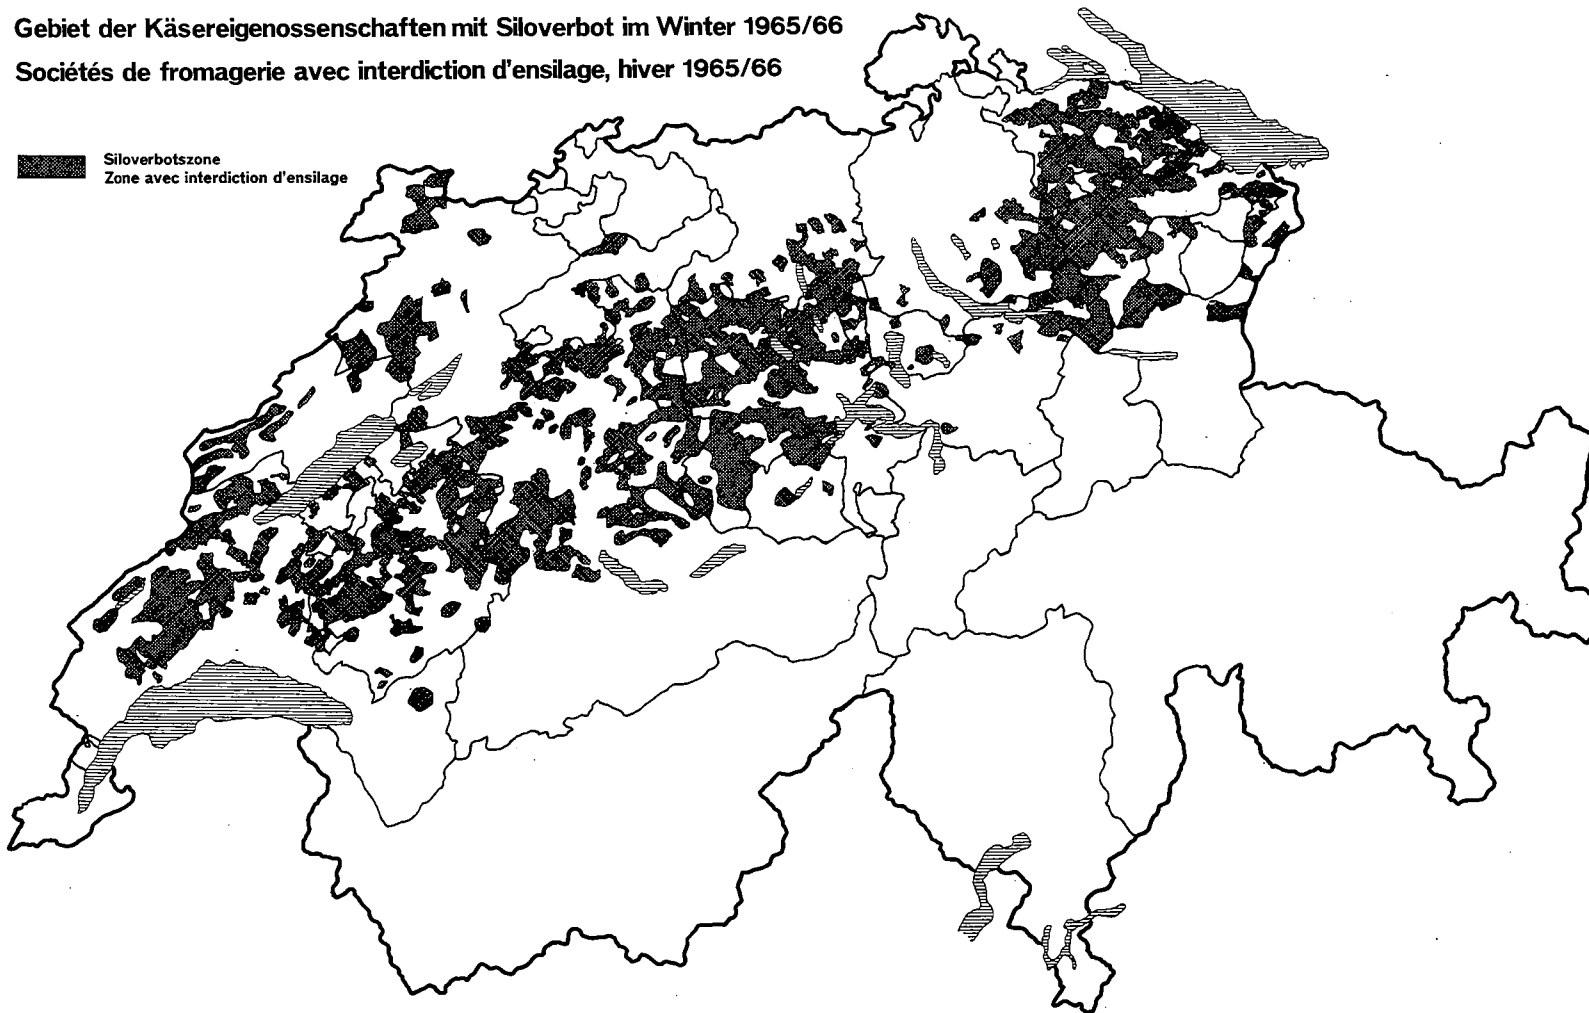 Gebiet der Käsereigenossenschaften mit Siloverbot im Winter 1965/66
Sociétés de fromagerie avec interdiction d'ensilage, hiver 1965/66
Siloverbotszone
Zone avec interdiction d'ensilage